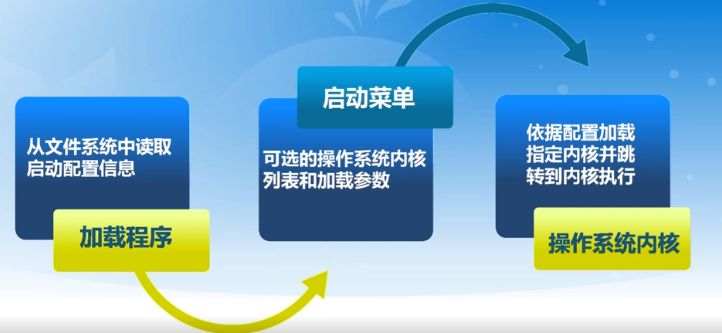 从文件系统中读取
启动配置信息
加载程序
启动菜单
可选的操作系统内核
列表和加载参数
依据配置加载
指定内核并跳
转到内核执行
操作系统内核